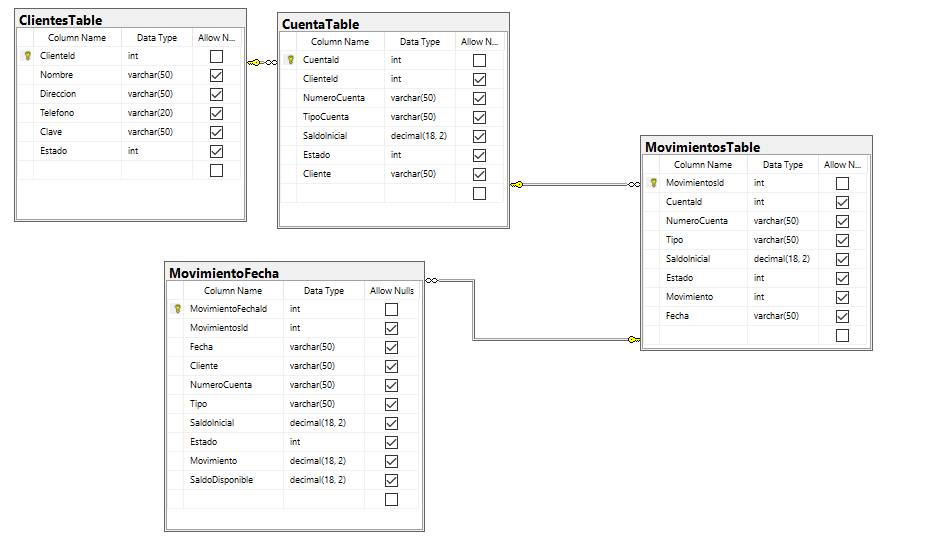 ClientesTable
Column Name Data Type Allow N...
ClienteId int
Nombre varchar(50)
Direccion varchar(50)
Telefono varchar(20)
Clave varchar(50)
Estado int
CuentaTable
Column Name Data Type Allow N...
CuentaId int
ClienteId int
NumeroCuenta varchar(50)
TipoCuenta varchar(50)
SaldoInicial decimal(18, 2)
Estado int
Cliente varchar(50)
MovimientosTable
Column Name Data Type Allow N...
MovimientosId int
CuentaId int
NumeroCuenta varchar(50)
Tipo varchar(50)
SaldoInicial decimal(18, 2)
Estado int
Movimiento int
Fecha varchar(50)
MovimientoFecha
Column Name Data Type Allow Nulls
MovimientoFechaId int
MovimientosId int
Fecha varchar(50)
Cliente varchar(50)
NumeroCuenta varchar(50)
Tipo varchar(50)
SaldoInicial decimal(18, 2)
Estado int
Movimiento decimal(18, 2)
SaldoDisponible decimal(18, 2)